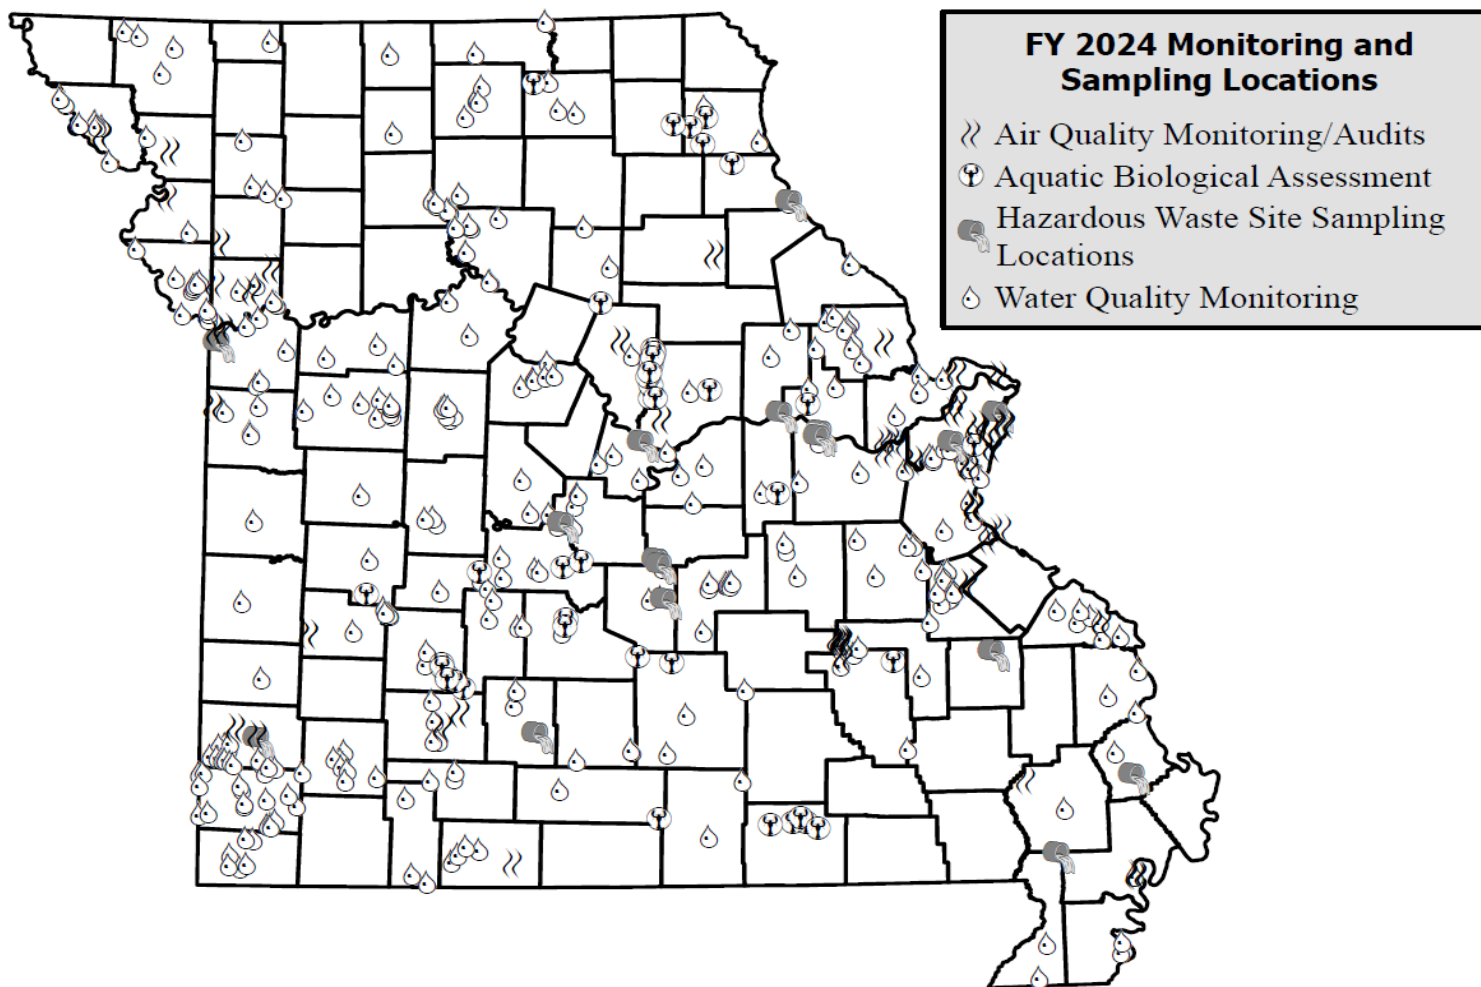 FY 2024 Monitoring and
Sampling Locations
Air Quality Monitoring/Audits
Aquatic Biological Assessment
Hazardous Waste Site Sampling
Locations
Water Quality Monitoring